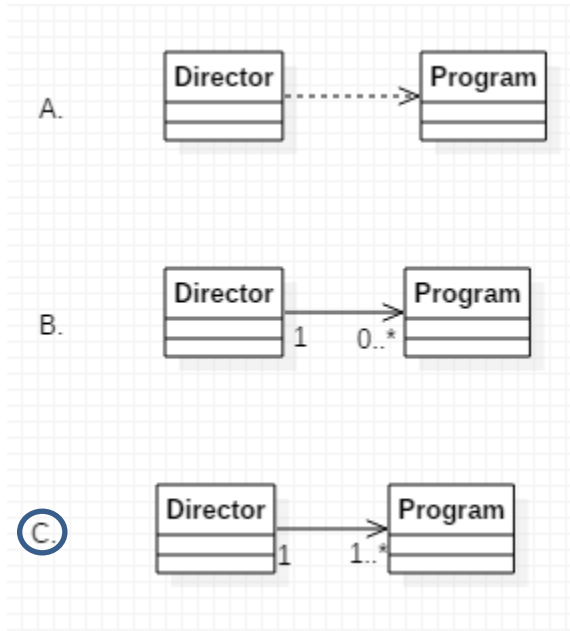 Director Program
A.
Director Program
B.
1 0..*
Director Program
C.
1 1..*